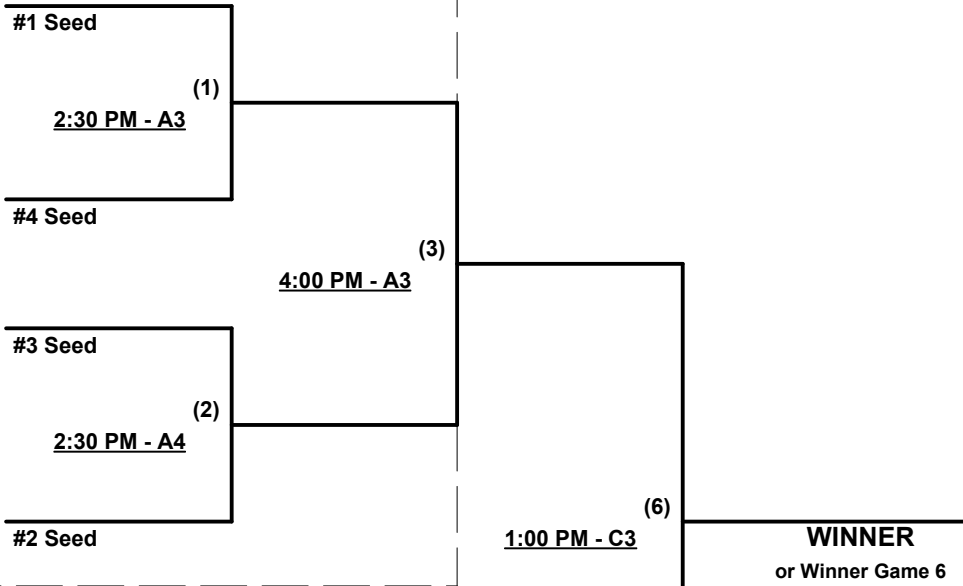 #1 Seed
(1)
2:30 PM - A3
#4 Seed
(3)
4:00 PM - A3
#3 Seed
(2)
2:30 PM - A4
#2 Seed
(6)
1:00 PM - C3
WINNER
or Winner Game 6